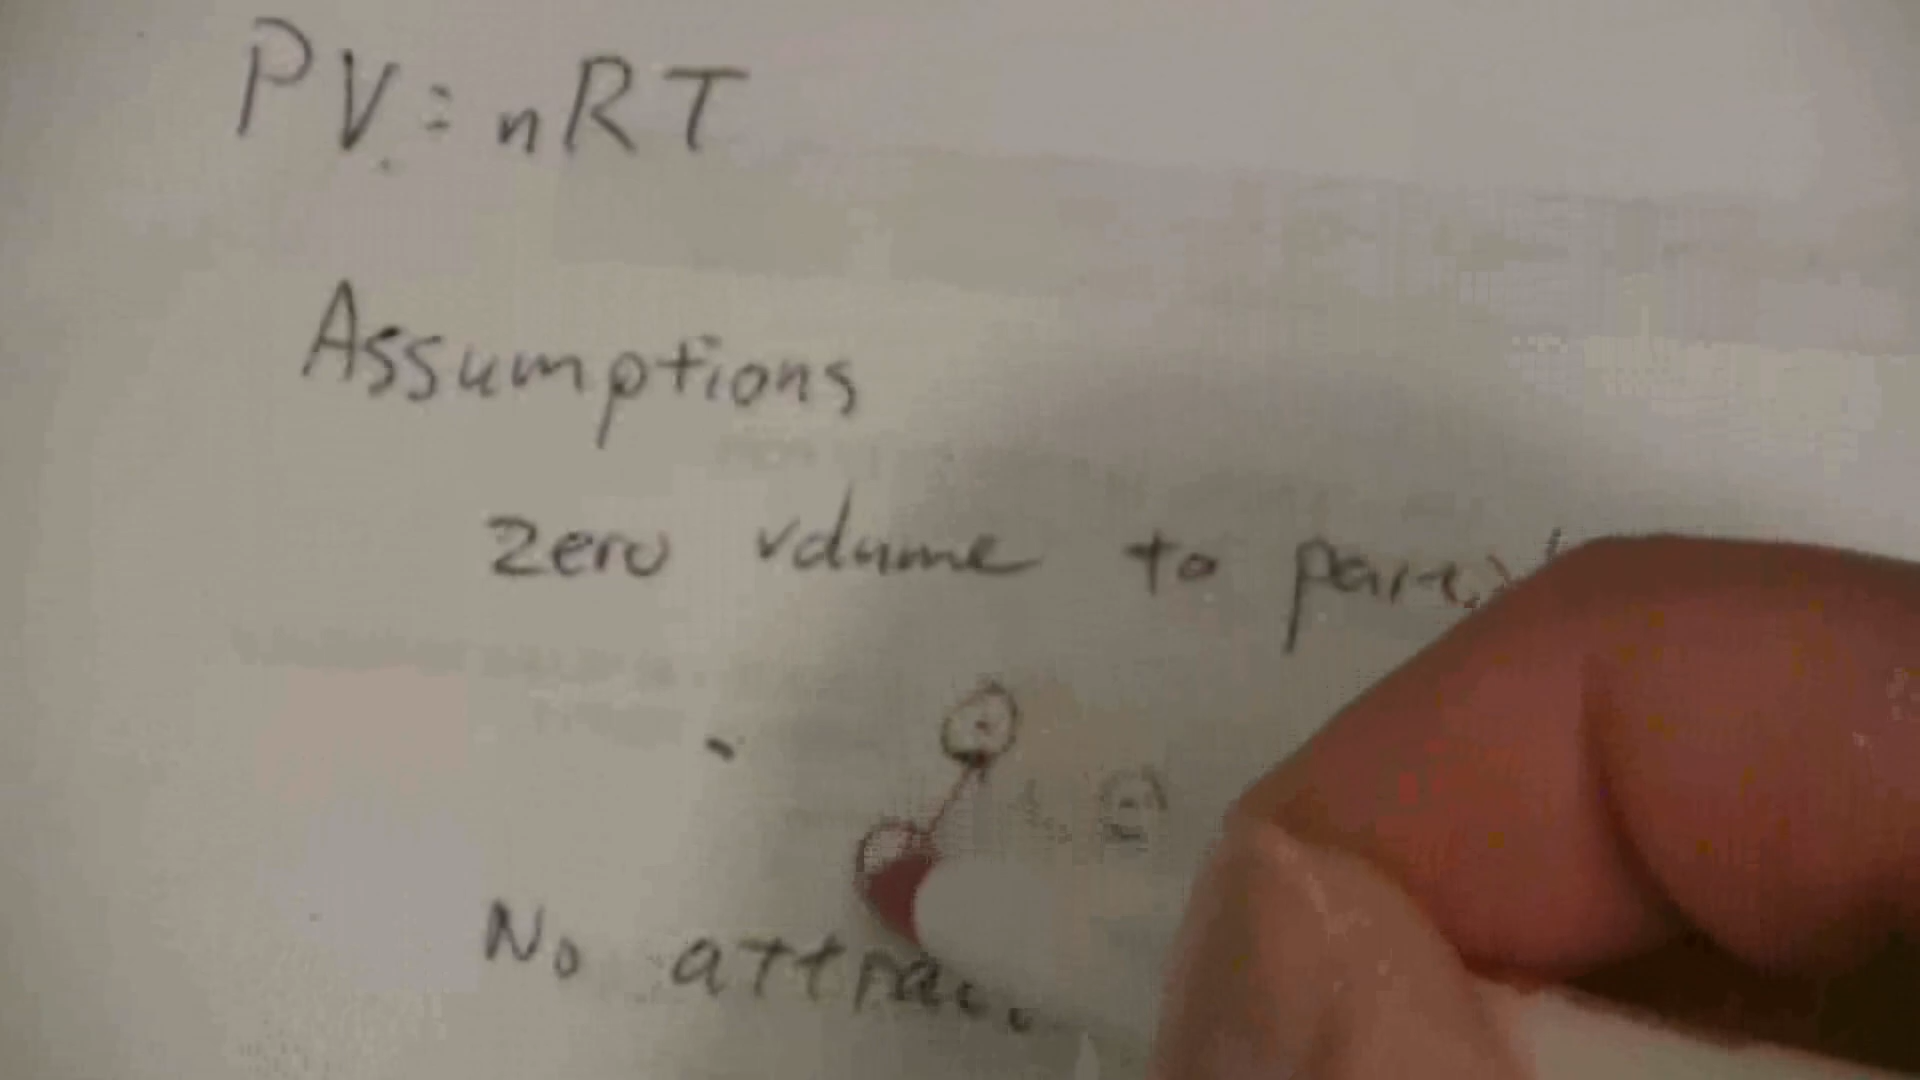 PV = nRT
Assumptions
zero volume to
No